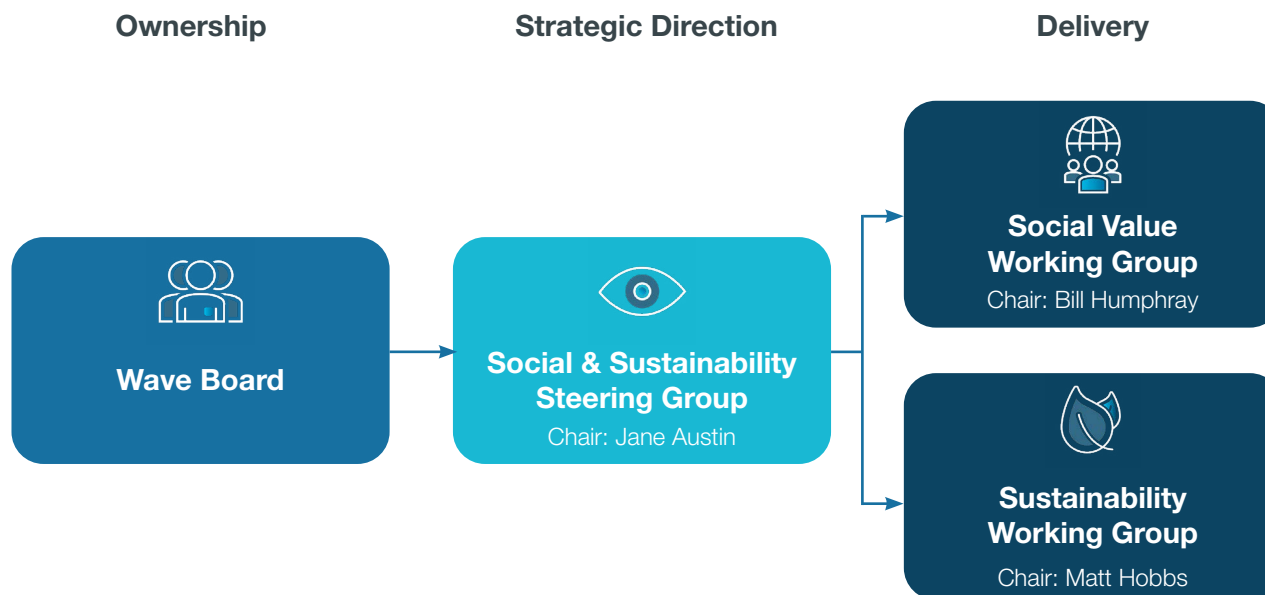 Ownership
Strategic Direction
Delivery
Wave Board
Social & Sustainability
Steering Group
Chair: Jane Austin
Social Value
Working Group
Chair: Bill Humphray
Sustainability
Working Group
Chair: Matt Hobbs